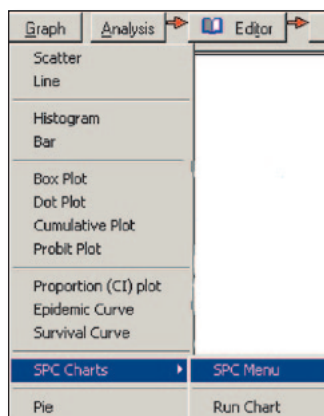 Graph Analysis Editor
Scatter
Line
Histogram
Bar
Box Plot
Dot Plot
Cumulative Plot
Probit Plot
Proportion (CI) plot
Epidemic Curve
Survival Curve
SPC Charts SPC Menu
Pie Run Chart